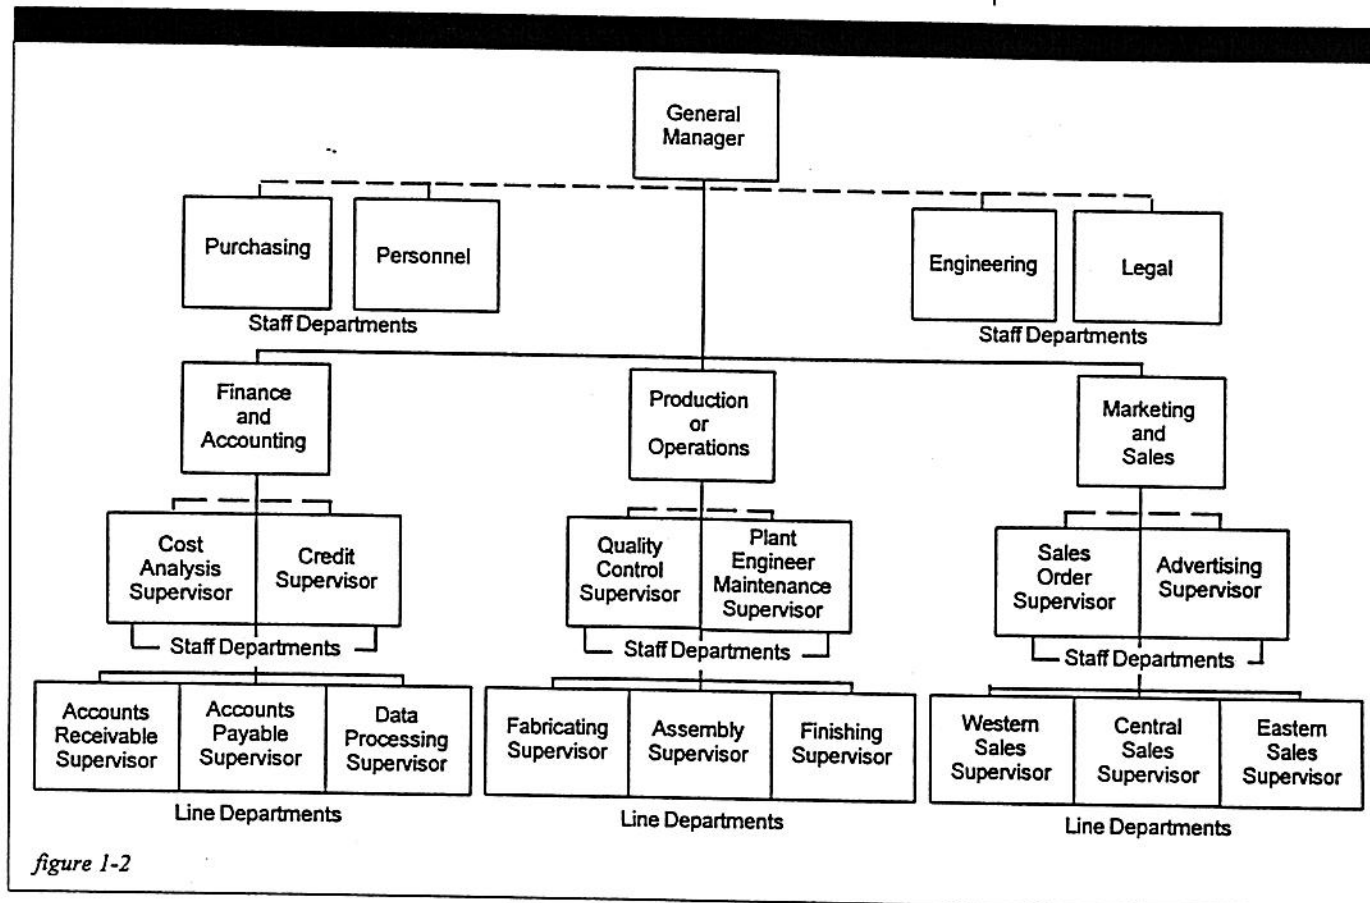 General
Manager
Purchasing
Personnel
Engineering
Legal
Staff Departments
Staff Departments
Finance
and
Accounting
Production
or
Operations
Marketing
and
Sales
Cost
Analysis
Supervisor
Credit
Supervisor
Quality
Control
Supervisor
Plant
Engineer
Maintenance
Supervisor
Sales
Order
Supervisor
Advertising
Supervisor
Staff Departments
Staff Departments
Staff Departments
Accounts
Receivable
Supervisor
Accounts
Payable
Supervisor
Data
Processing
Supervisor
Fabricating
Supervisor
Assembly
Supervisor
Finishing
Supervisor
Western
Sales
Supervisor
Central
Sales
Supervisor
Eastern
Sales
Supervisor
Line Departments
Line Departments
Line Departments
figure 1-2